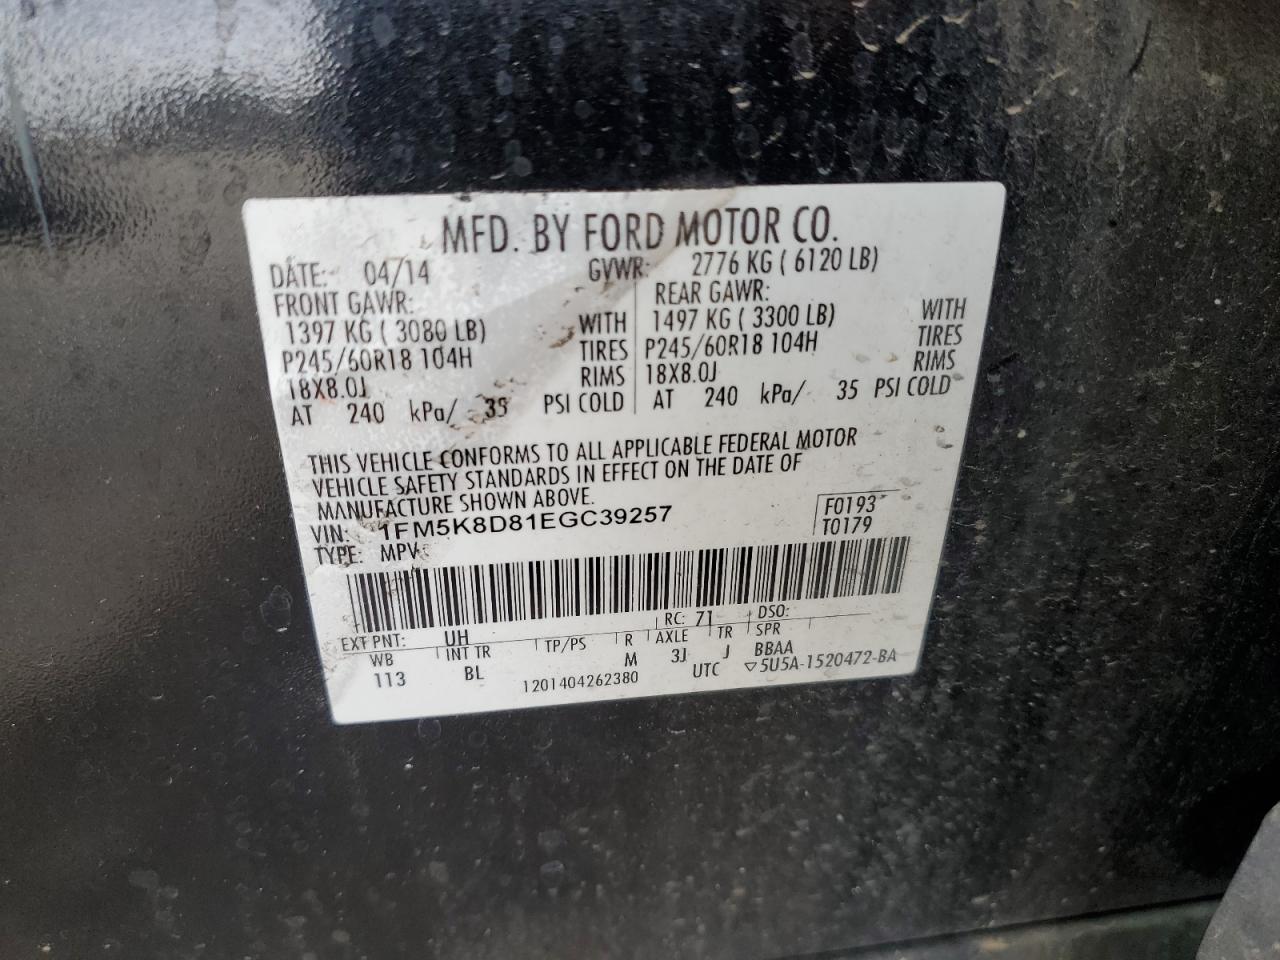 MFD. BY FORD MOTOR CO.
DATE: 04/14 GVWR: 2776 KG ( 6120 LB)
FRONT GAWR: REAR GAWR:
1397 KG ( 3080 LB) WITH 1497 KG ( 3300 LB) WITH
P245/60R18 104H TIRES P245/60R18 104H TIRES
18X8.0J RIMS 18X8.0J RIMS
AT 240 kPa/ 35 PSI COLD AT 240 kPa/ 35 PSI COLD
THIS VEHICLE CONFORMS TO ALL APPLICABLE FEDERAL MOTOR
VEHICLE SAFETY STANDARDS IN EFFECT ON THE DATE OF
MANUFACTURE SHOWN ABOVE.
VIN: 1FM5K8D81EGC39257 F0193
TYPE: MPV T0179
EXT PNT: UH RC: 71 DSO:
WB INT TR TP/PS R AXLE TR SPR
113 BL M 3J J BBAA
1201404262380 UTC ▽5U5A-1520472-BA